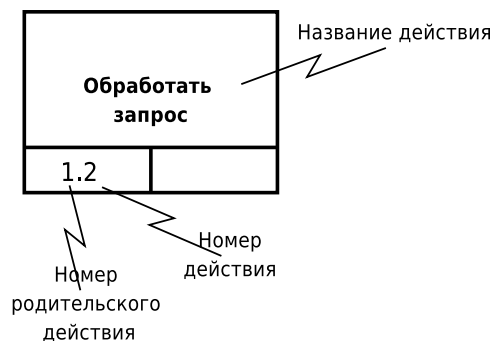 Название действия
Обработать
запрос
1.2
Номер
действия
Номер
родительского
действия